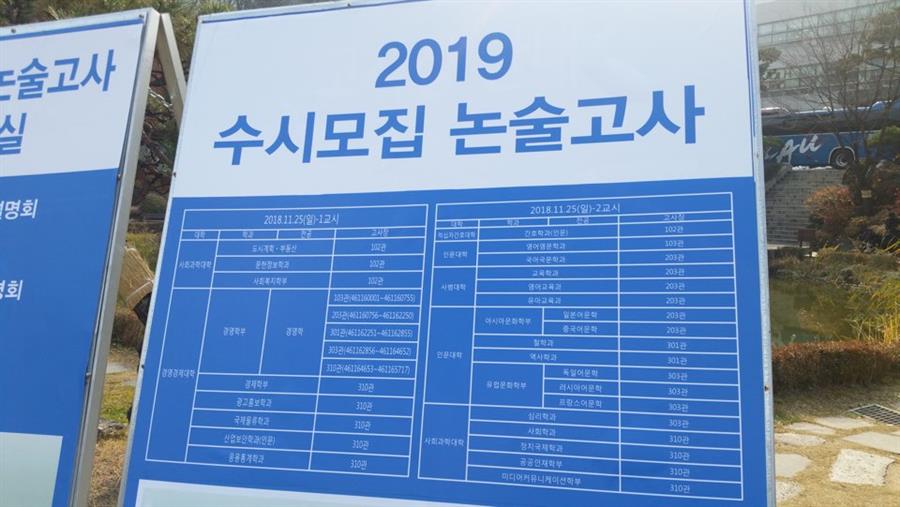 논술고사
실
설명회
명회
2019
수시모집 논술고사
2018.11.25(일)-1교시
대학 학과 전공 고사장
사회과학대학
도시계획·부동산 102관
문헌정보학과 102관
사회복지학부 102관
경영경제대학
경영학부 경영학
103관(461160001~461160755)
203관(461160756~461162250)
301관(461162251~461162855)
303관(461162856~461164652)
310관(461164653~461165717)
경제학부 310관
광고홍보학과 310관
국제물류학과 310관
산업보안학과(인문) 310관
응용통계학과 310관
2018.11.25(일)-2교시
대학 학과 전공 고사장
적십자간호대학 간호학과(인문) 102관
인문대학
영어영문학과 103관
국어국문학과 203관
사범대학
교육학과 203관
영어교육과 203관
유아교육과 203관
인문대학
아시아문화학부
일본어문학 203관
중국어문학 203관
철학과 301관
역사학과 301관
유럽문화학부
독일어문학 303관
러시아어문학 303관
프랑스어문학 303관
사회과학대학
심리학과 303관
사회학과 310관
정치국제학과 310관
공공인재학부 310관
미디어커뮤니케이션학부 310관
CAU